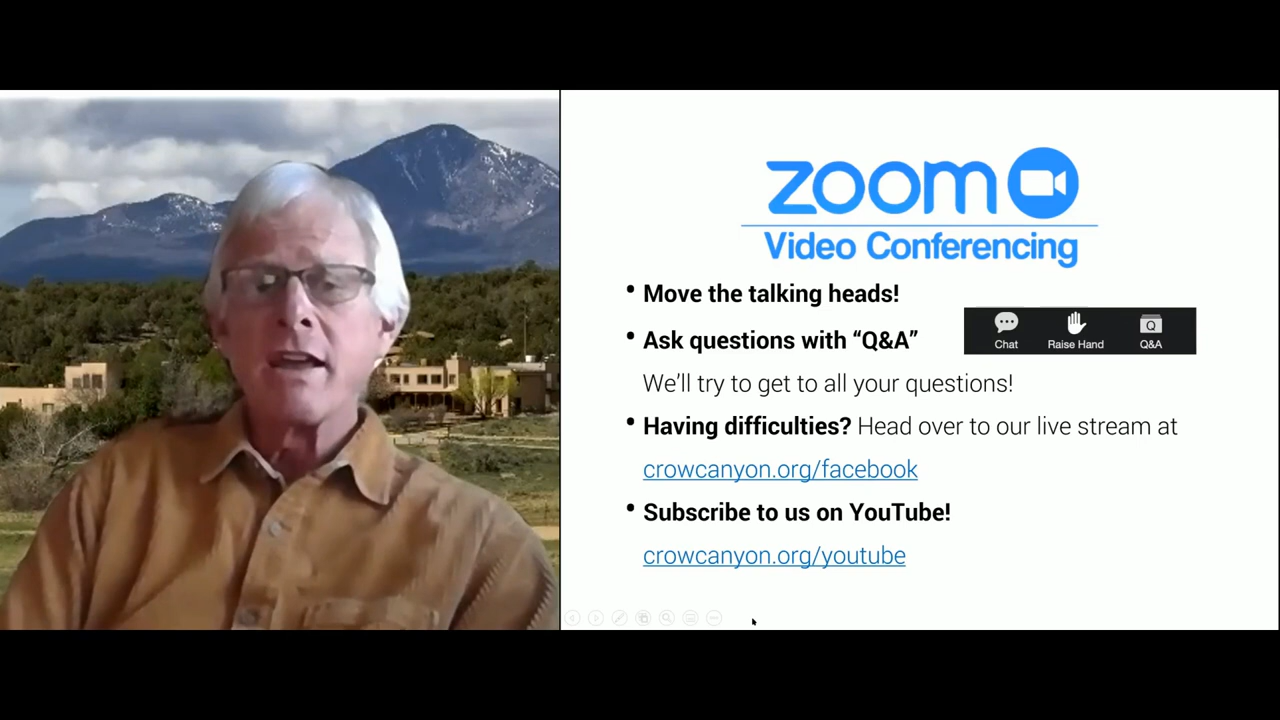 zoom
Video Conferencing
• Move the talking heads!
• Ask questions with “Q&A”
Chat Raise Hand Q&A
We’ll try to get to all your questions!
• Having difficulties? Head over to our live stream at
crowcanyon.org/facebook
• Subscribe to us on YouTube!
crowcanyon.org/youtube